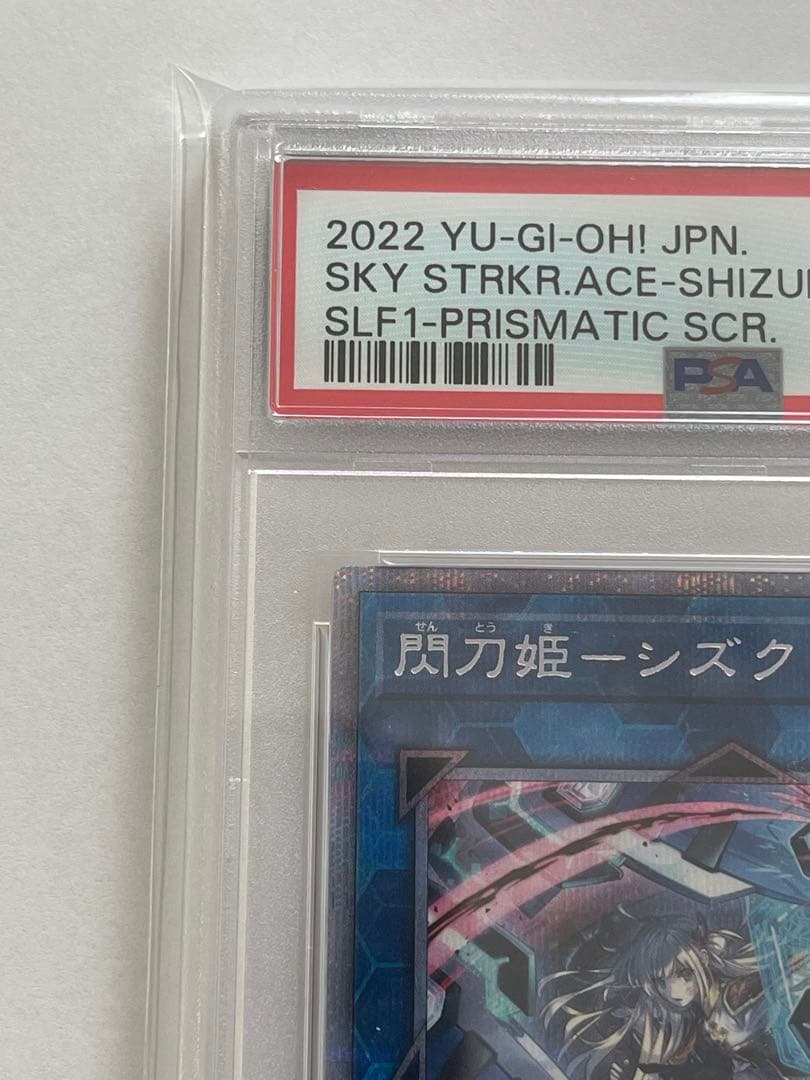 2022 YU-GI-OH! JPN.
SKY STRKR.ACE-SHIZU
SLF1-PRISMATIC SCR.
PSA
せん とう き
閃刀姫－シズク